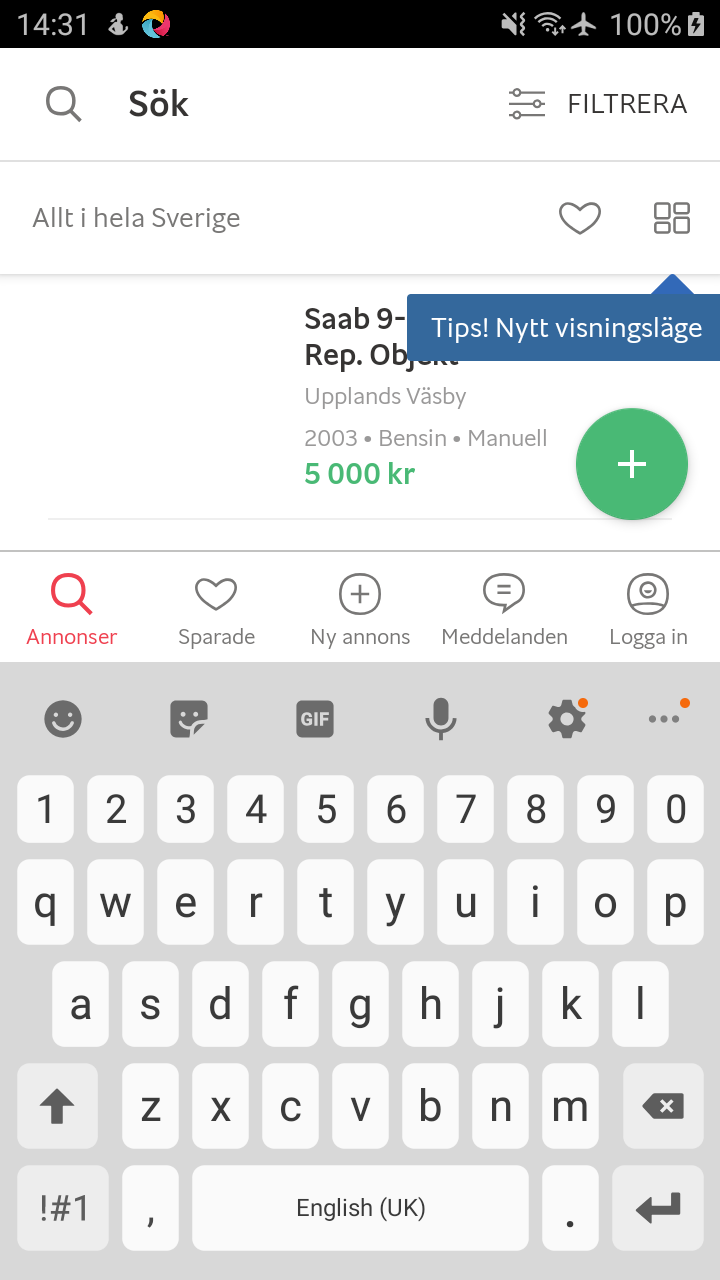 14:31 100%
Sök FILTRERA
Allt i hela Sverige
Saab 9-
Tips! Nytt visningsläge
Rep. Objekt
Upplands Väsby
2003 • Bensin • Manuell
5 000 kr
+
Annonser Sparade Ny annons Meddelanden Logga in
GIF
1 2 3 4 5 6 7 8 9 0
q w e r t y u i o p
a s d f g h j k l
z x c v b n m
!#1 , English (UK) .